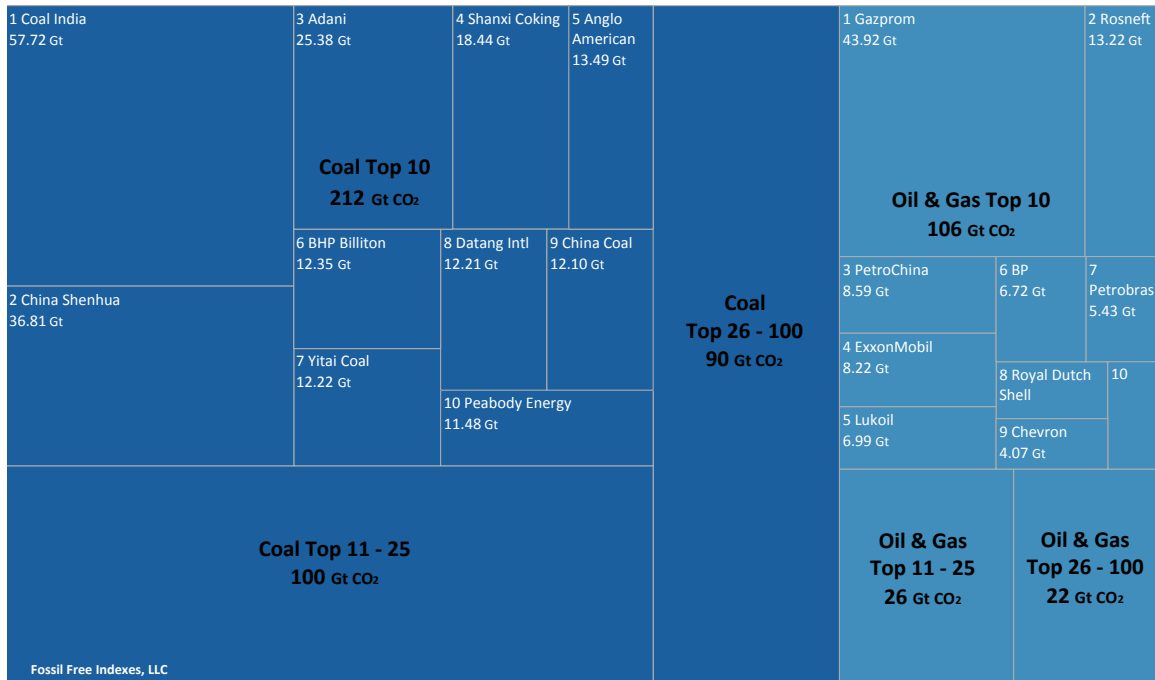 1 Coal India
57.72 Gt
2 China Shenhua
36.81 Gt
3 Adani
25.38 Gt
4 Shanxi Coking
18.44 Gt
5 Anglo
American
13.49 Gt
Coal Top 10
212 Gt CO₂
6 BHP Billiton
12.35 Gt
7 Yitai Coal
12.22 Gt
8 Datang Intl
12.21 Gt
9 China Coal
12.10 Gt
10 Peabody Energy
11.48 Gt
Coal Top 11 - 25
100 Gt CO₂
Coal
Top 26 - 100
90 Gt CO₂
1 Gazprom
43.92 Gt
2 Rosneft
13.22 Gt
Oil & Gas Top 10
106 Gt CO₂
3 PetroChina
8.59 Gt
4 ExxonMobil
8.22 Gt
5 Lukoil
6.99 Gt
6 BP
6.72 Gt
7
Petrobras
5.43 Gt
8 Royal Dutch
Shell
9 Chevron
4.07 Gt
10
Oil & Gas
Top 11 - 25
26 Gt CO₂
Oil & Gas
Top 26 - 100
22 Gt CO₂
Fossil Free Indexes, LLC